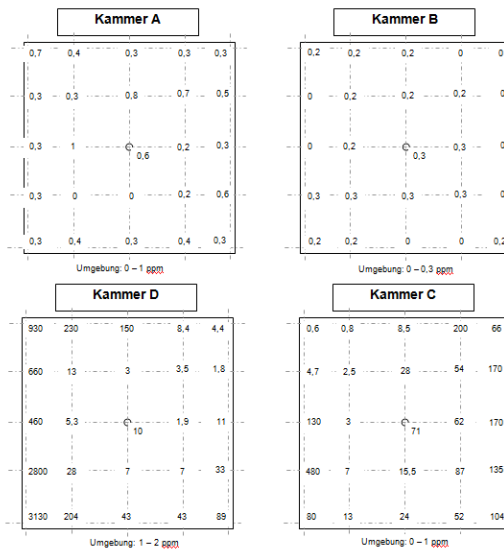 Kammer A
0,7 0,4 0,3 0,3 0,3
0,3 0,3 0,8 0,7 0,5
0,3 1 0,6 0,2 0,3
0,3 0 0 0,2 0,6
0,3 0,4 0,3 0,4 0,3
Umgebung: 0 – 1 ppm
Kammer B
0,2 0,2 0,2 0 0,
0 0,2 0,2 0,2 0
0 0,2 0,3 0,3 0
0,3 0,3 0,3 0,3 0
0,2 0,2 0 0 0,2
Umgebung: 0 – 0,3 ppm
Kammer D
930 230 150 8,4 4,4
660 13 3 3,5 1,8
460 5,3 10 1,9 11
2800 28 7 7 33
3130 204 43 43 89
Umgebung: 1 – 2 ppm
Kammer C
0,6 0,8 8,5 200 66
4,7 2,5 28 54 170
130 3 71 62 170
480 7 15,5 87 135
80 13 24 52 104
Umgebung: 0 – 1 ppm